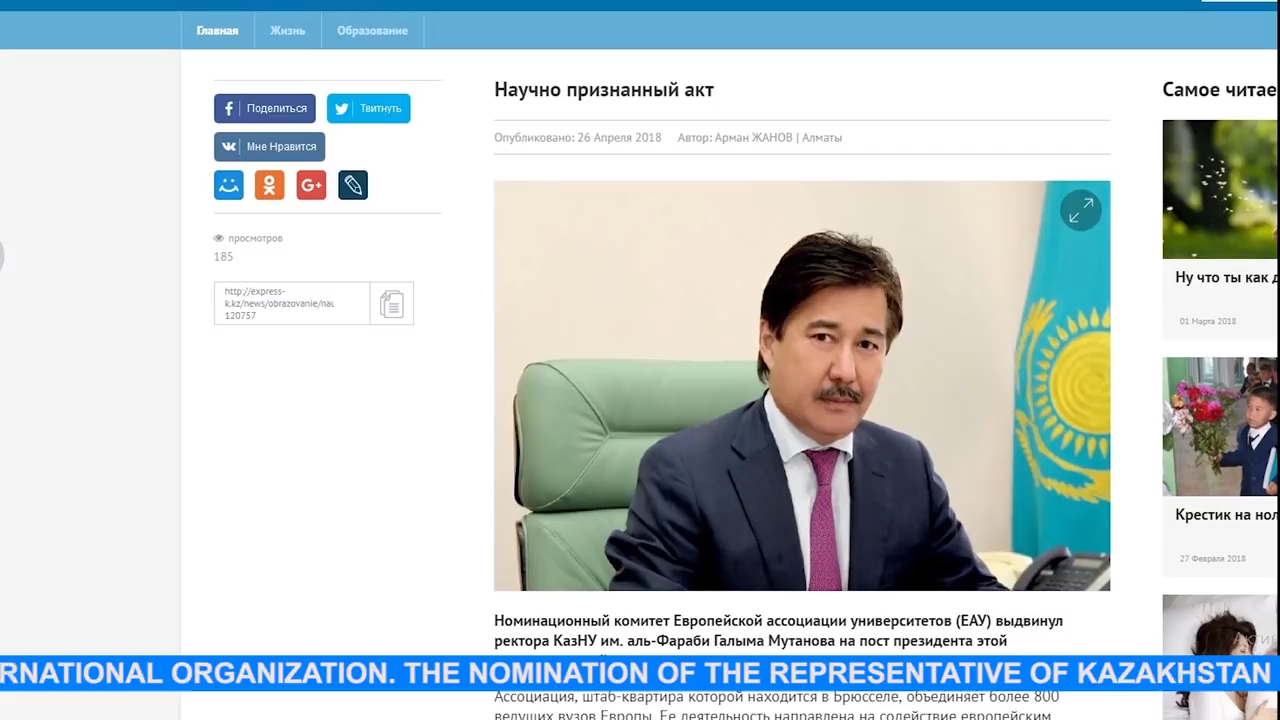 Главная
Жизнь
Образование
Поделиться
Твитнуть
Мне Нравится
G+
просмотров
185
http://express-
k.kz/news/obrazovanie/nau
120757
Научно признанный акт
Опубликовано: 26 Апреля 2018 Автор: Арман ЖАНОВ | Алматы
Номинационный комитет Европейской ассоциации университетов (ЕАУ) выдвинул
ректора КазНУ им. аль-Фараби Галыма Мутанова на пост президента этой
RNATIONAL ORGANIZATION. THE NOMINATION OF THE REPRESENTATIVE OF KAZAKHSTAN
Ассоциация, штаб-квартира которой находится в Брюсселе, объединяет более 800
ведущих вузов Европы. Ее деятельность направлена на содействие европейским
Самое читае
Ну что ты как д
01 Марта 2018
Крестик на нол
27 Февраля 2018